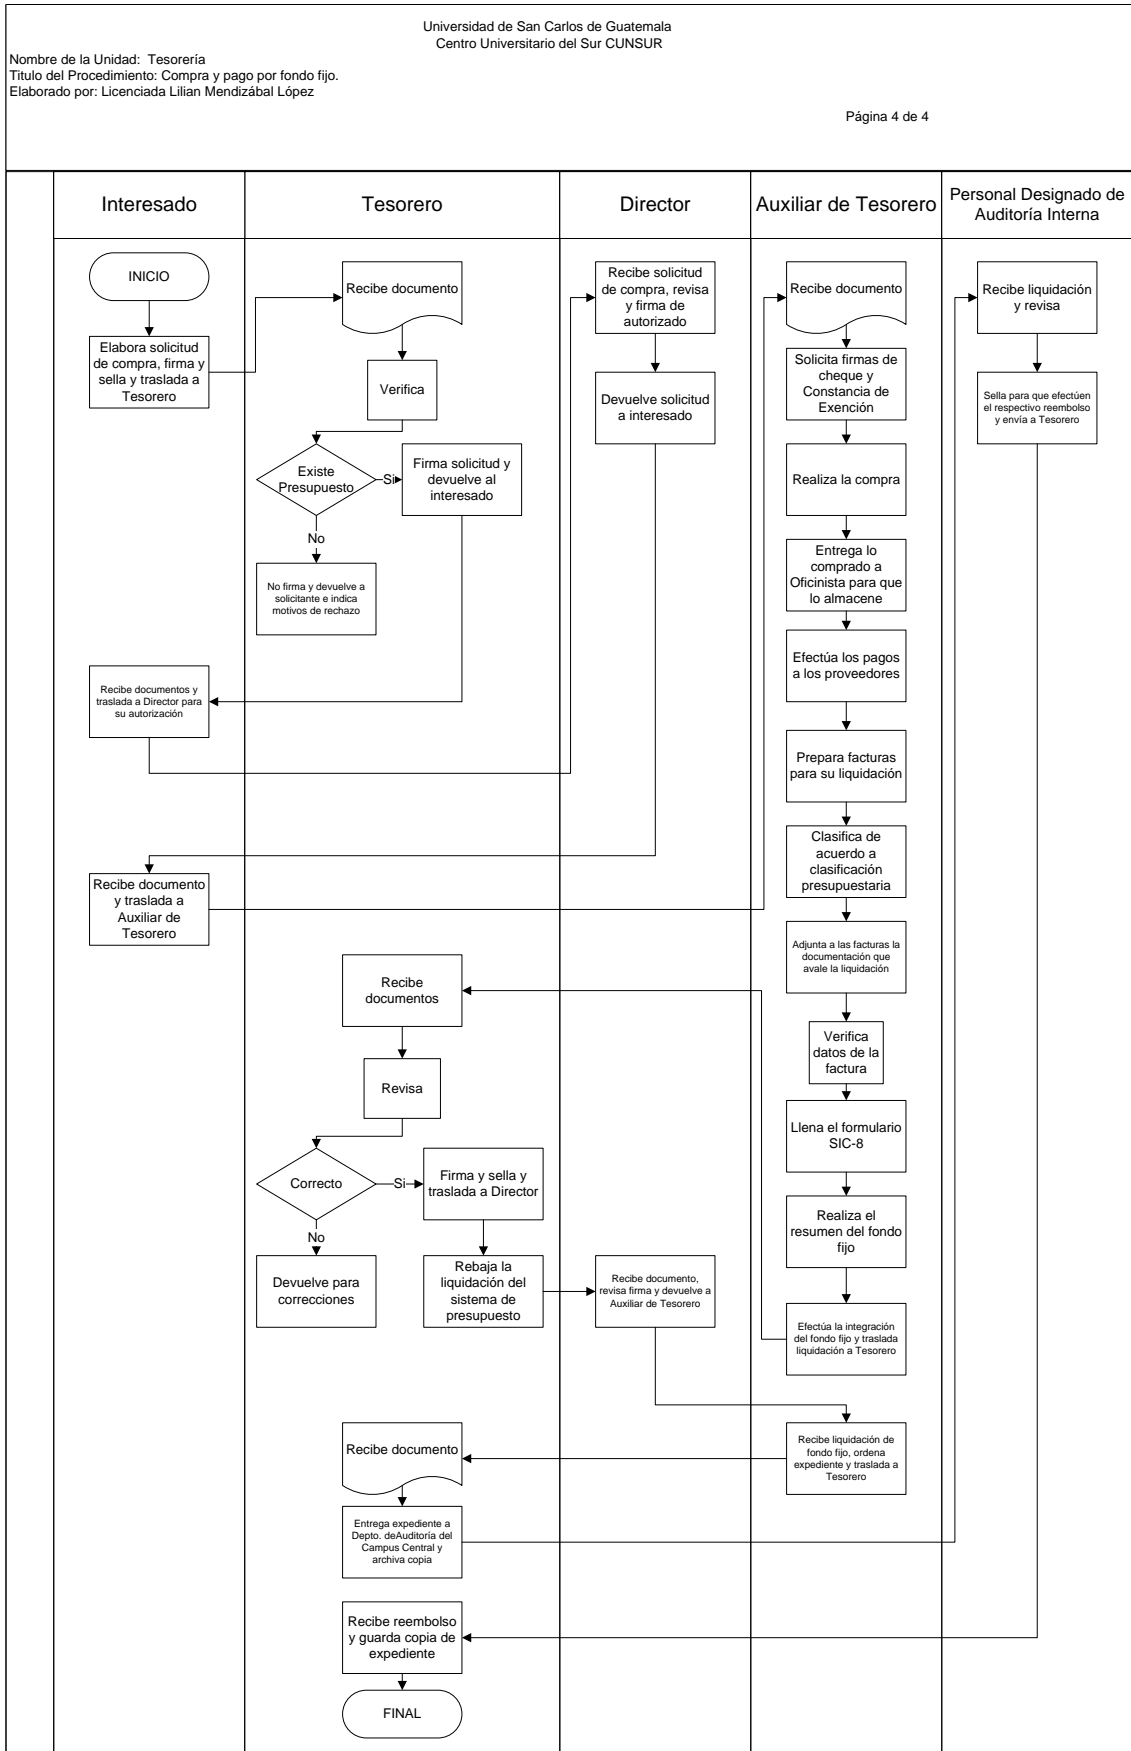 Universidad de San Carlos de Guatemala
Centro Universitario del Sur CUNSUR
Nombre de la Unidad: Tesorería
Titulo del Procedimiento: Compra y pago por fondo fijo.
Elaborado por: Licenciada Lilian Mendizábal López
Página 4 de 4
Interesado
Tesorero
Director
Auxiliar de Tesorero
Personal Designado de
Auditoría Interna
INICIO
Elabora solicitud
de compra, firma y
sella y traslada a
Tesorero
Recibe documento
Verifica
Existe
Presupuesto
Si
Firma solicitud y
devuelve al
interesado
No
No firma y devuelve a
solicitante e indica
motivos de rechazo
Recibe documentos y
traslada a Director para
su autorización
Recibe solicitud
de compra, revisa
y firma de
autorizado
Devuelve solicitud
a interesado
Recibe documento
y traslada a
Auxiliar de
Tesorero
Recibe documento
Solicita firmas de
cheque y
Constancia de
Exención
Realiza la compra
Entrega lo
comprado a
Oficinista para que
lo almacene
Efectúa los pagos
a los proveedores
Prepara facturas
para su liquidación
Clasifica de
acuerdo a
clasificación
presupuestaria
Adjunta a las facturas la
documentación que
avale la liquidación
Verifica
datos de la
factura
Llena el formulario
SIC-8
Realiza el
resumen del fondo
fijo
Efectúa la integración
del fondo fijo y traslada
liquidación a Tesorero
Recibe
documentos
Revisa
Correcto
Si
Firma y sella y
traslada a Director
No
Devuelve para
correcciones
Rebaja la
liquidación del
sistema de
presupuesto
Recibe documento,
revisa firma y devuelve a
Auxiliar de Tesorero
Recibe liquidación de
fondo fijo, ordena
expediente y traslada a
Tesorero
Recibe documento
Entrega expediente a
Depto. deAuditoría del
Campus Central y
archiva copia
Recibe liquidación
y revisa
Sella para que efectúen
el respectivo reembolso
y envía a Tesorero
Recibe reembolso
y guarda copia de
expediente
FINAL